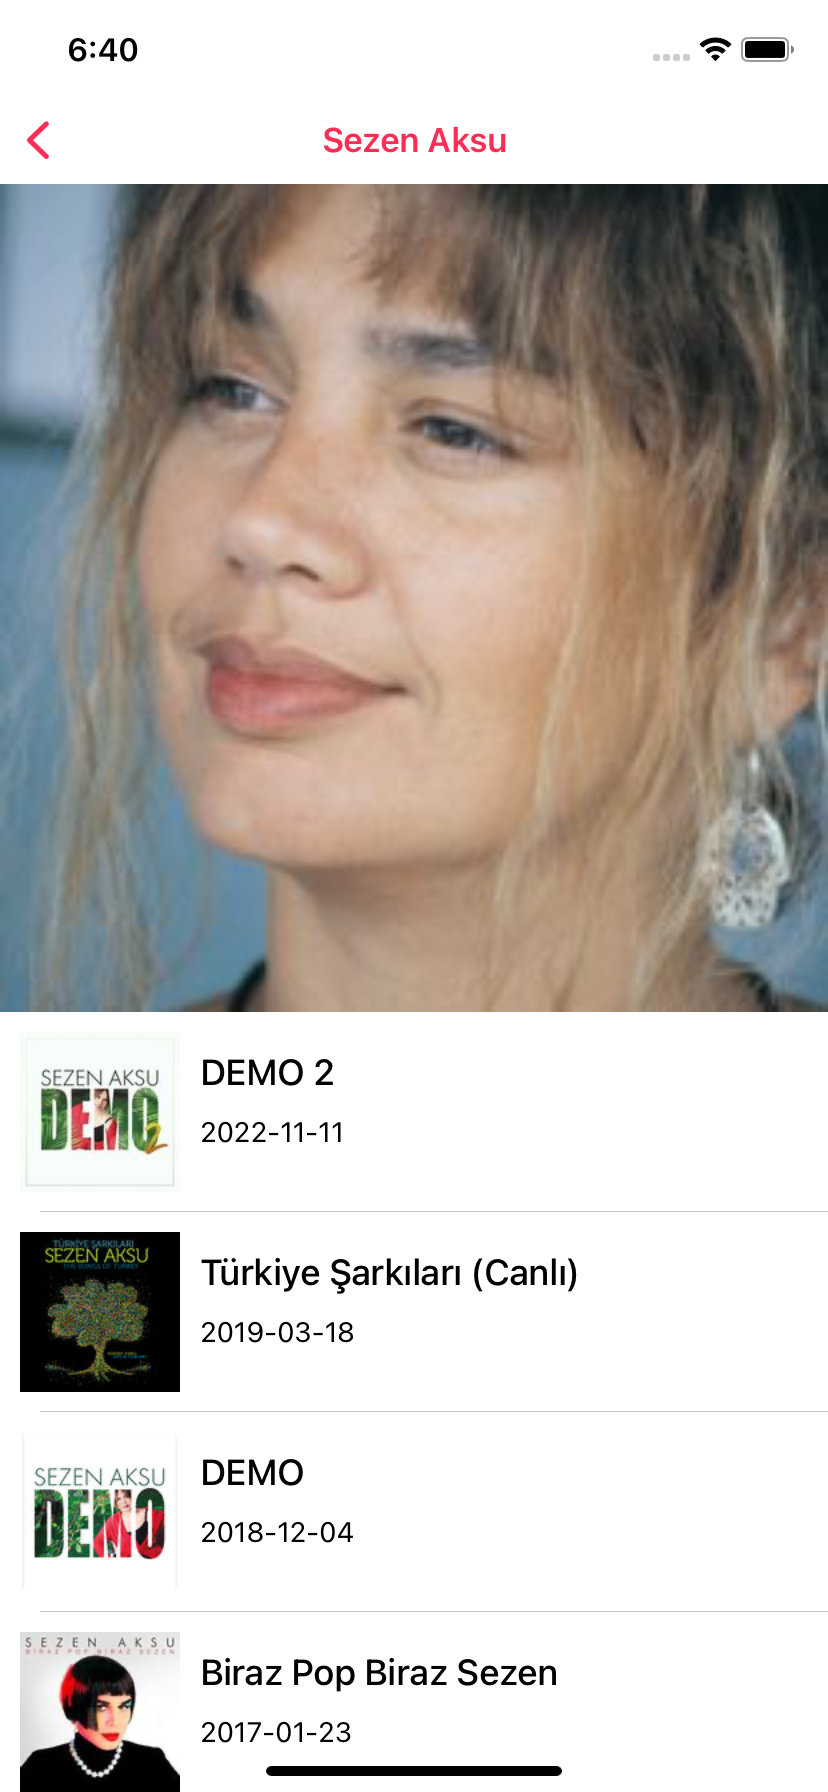 6:40
Sezen Aksu
SEZEN AKSU
DEMO
2
DEMO 2
2022-11-11
TÜRKİYE ŞARKILARI
SEZEN AKSU
THE SONGS OF TURKEY
Türkiye Şarkıları (Canlı)
2019-03-18
SEZEN AKSU
DEMO
DEMO
2018-12-04
SEZEN AKSU
BIRAZ POP BIRAZ SEZEN
Biraz Pop Biraz Sezen
2017-01-23